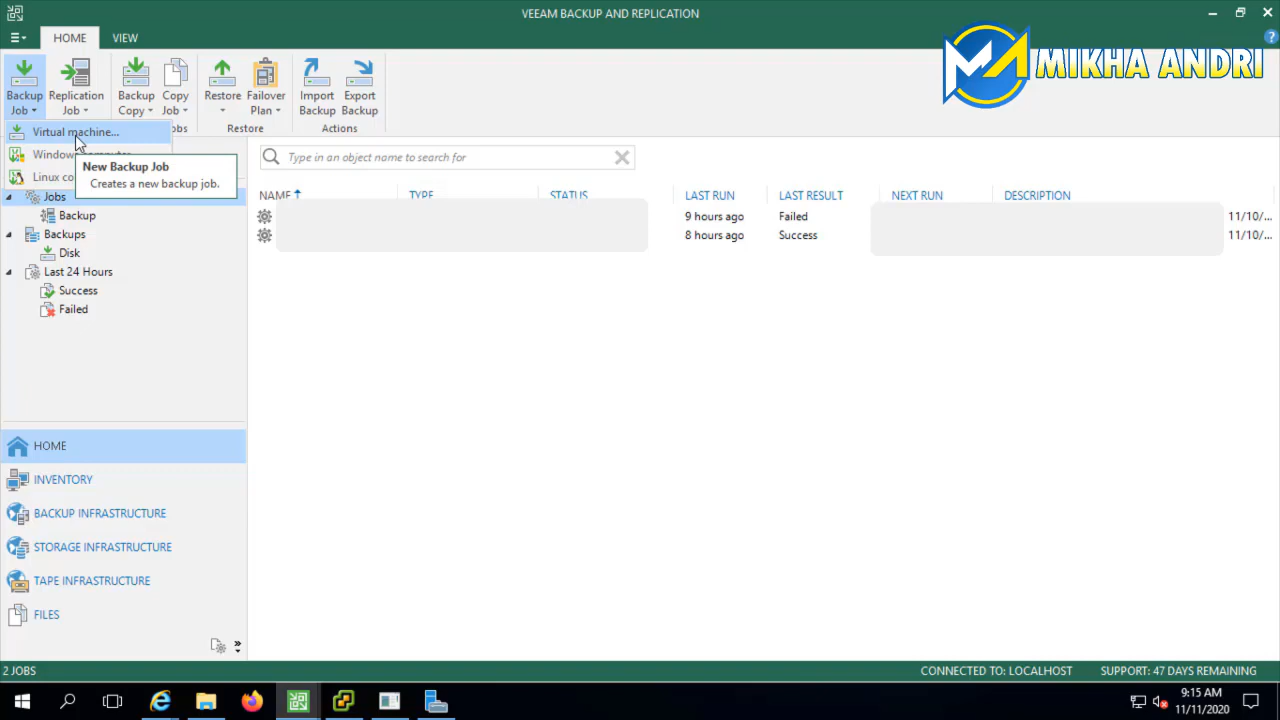 VEEAM BACKUP AND REPLICATION
HOME
VIEW
MIKHA ANDRI
Backup
Job
Replication
Job
Backup
Copy
Copy
Job
Restore
Failover
Plan
Import
Backup
Export
Backup
Restore
Actions
Virtual machine...
New Backup Job
Creates a new backup job.
Linux co
Type in an object name to search for
Jobs
Backup
Backups
Disk
Last 24 Hours
Success
Failed
NAME
TYPE
STATUS
LAST RUN
LAST RESULT
NEXT RUN
DESCRIPTION
9 hours ago
Failed
11/10/...
8 hours ago
Success
11/10/...
HOME
INVENTORY
BACKUP INFRASTRUCTURE
STORAGE INFRASTRUCTURE
TAPE INFRASTRUCTURE
FILES
2 JOBS
CONNECTED TO: LOCALHOST
SUPPORT: 47 DAYS REMAINING
9:15 AM
11/11/2020